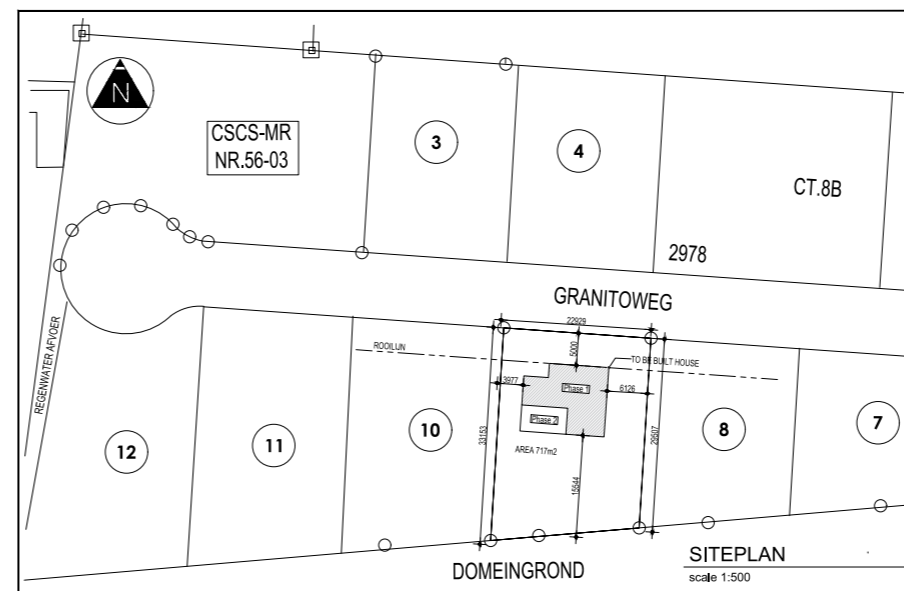 N
CSCS-MR
NR.56-03
3
4
CT.8B
2978
GRANITOWEG
REGENWATER AFVOER
ROOILIJN
22929
5000
TO BE BUILT HOUSE
3977
Phase 1
6126
Phase 2
33153
29507
AREA 717m2
15544
12
11
10
8
7
DOMEINGROND
SITEPLAN
scale 1:500